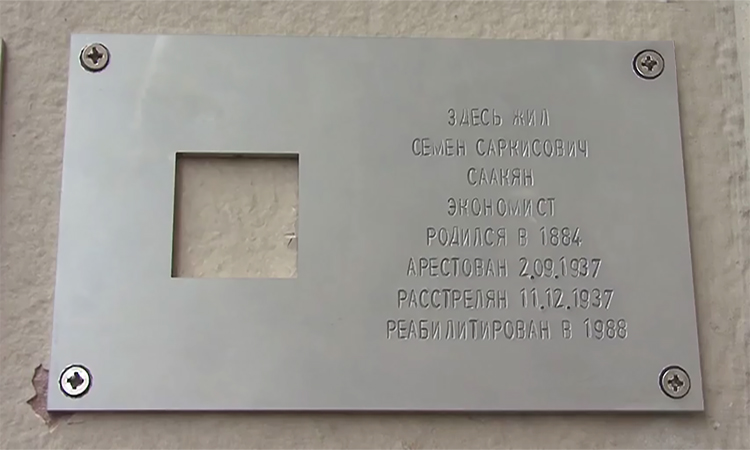 ЗДЕСЬ ЖИЛ
СЕМЕН САРКИСОВИЧ
СААКЯН
ЭКОНОМИСТ
РОДИЛСЯ В 1884
АРЕСТОВАН 2.09.1937
РАССТРЕЛЯН 11.12.1937
РЕАБИЛИТИРОВАН В 1988